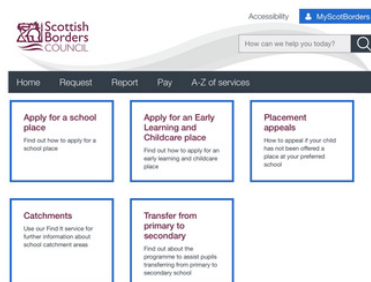 Accessibility
MyScotBorders
Scottish
Borders
COUNCIL
How can we help you today?
Home Request Report Pay A-Z of services
Apply for a school
place
Find out how to apply for a
school place
Apply for an Early
Learning and
Childcare place
Find out how to apply for an
early learning and childcare
place
Placement
appeals
How to appeal if your child
has not been offered a
place at your preferred
school
Catchments
Use our Find It service for
further information about
school catchment areas
Transfer from
primary to
secondary
Find out about the
programme to assist pupils
transferring from primary to
secondary school